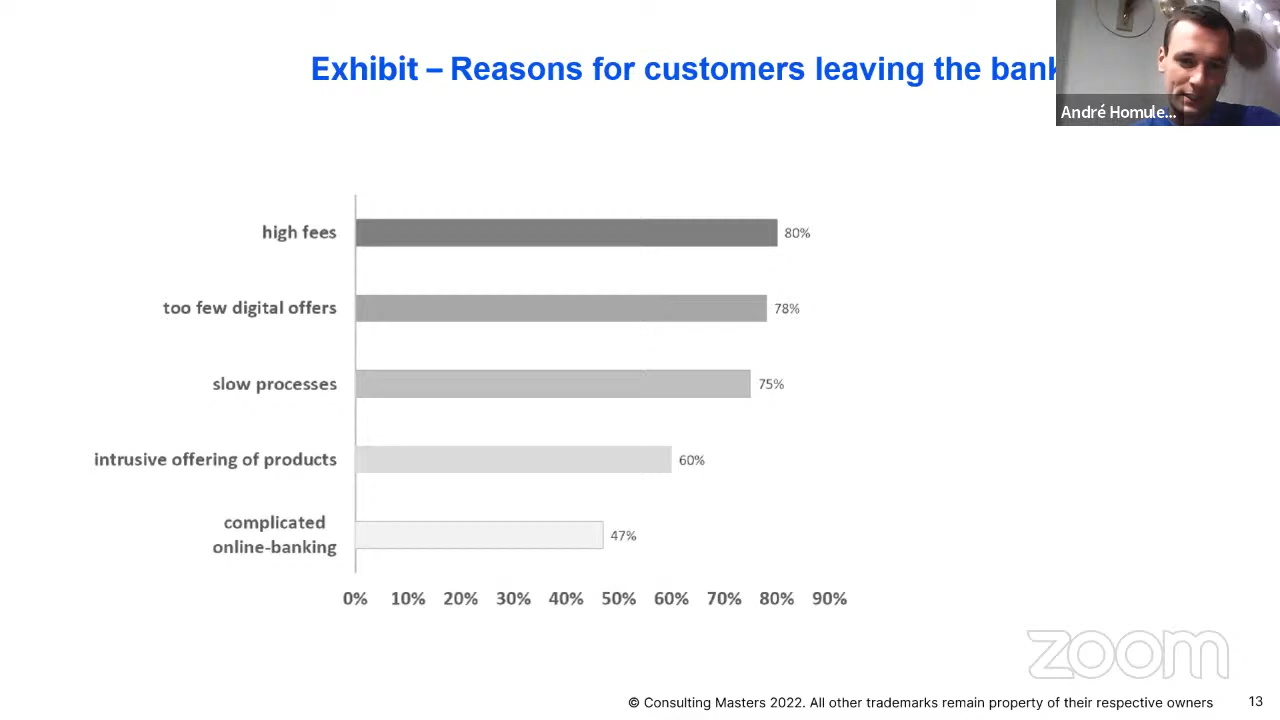 Exhibit – Reasons for customers leaving the bank
André Homule...
high fees
80%
too few digital offers
78%
slow processes
75%
intrusive offering of products
60%
complicated
online-banking
47%
0% 10% 20% 30% 40% 50% 60% 70% 80% 90%
zoom
© Consulting Masters 2022. All other trademarks remain property of their respective owners
13